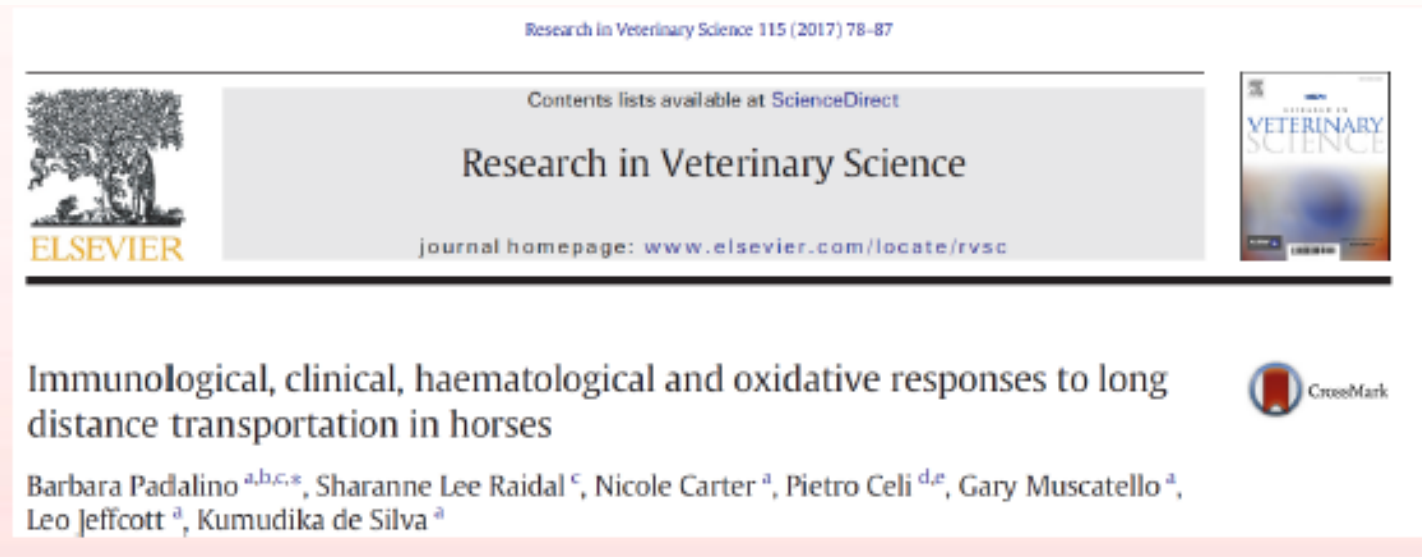 Research in Veterinary Science 115 (2017) 78–87
Contents lists available at ScienceDirect
Research in Veterinary Science
journal homepage: www.elsevier.com/locate/rvsc
ELSEVIER
VETERINARY
SCIENCE
Immunological, clinical, haematological and oxidative responses to long
distance transportation in horses
CrossMark
Barbara Padalino a,b,c,*, Sharanne Lee Raidal c, Nicole Carter a, Pietro Celi d,e, Gary Muscatello a,
Leo Jeffcott a, Kumudika de Silva a